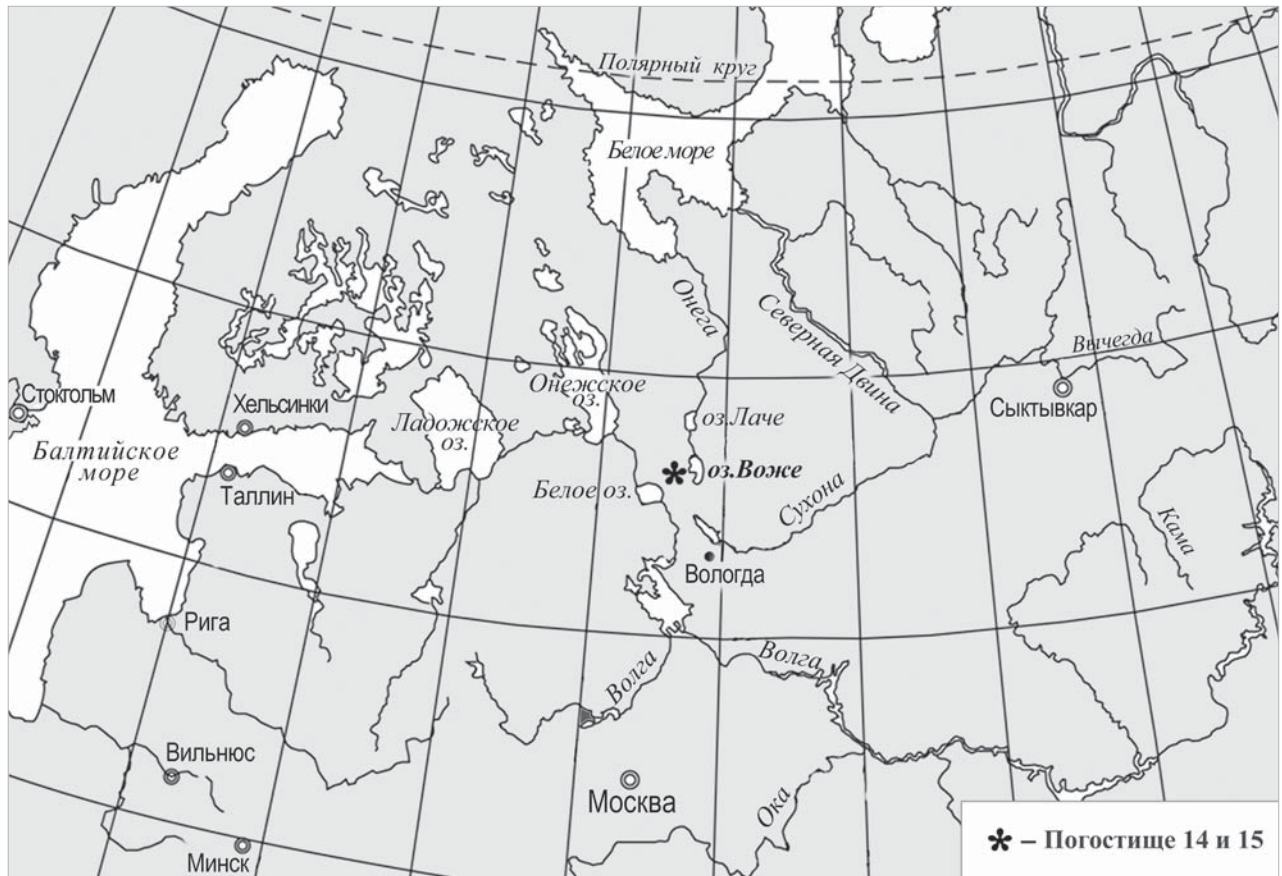 Полярный круг
Белое море
Онега
Северная Двина
Вычегда
Сыктывкар
Стокгольм
Хельсинки
Ладожское
оз.
Онежское
оз.
оз.Лаче
Балтийское
море
Таллин
Белое оз.
оз.Воже
Сухона
Кама
Вологда
Рига
Волга
Волга
Вильнюс
Москва
Ока
Минск
* – Погостище 14 и 15